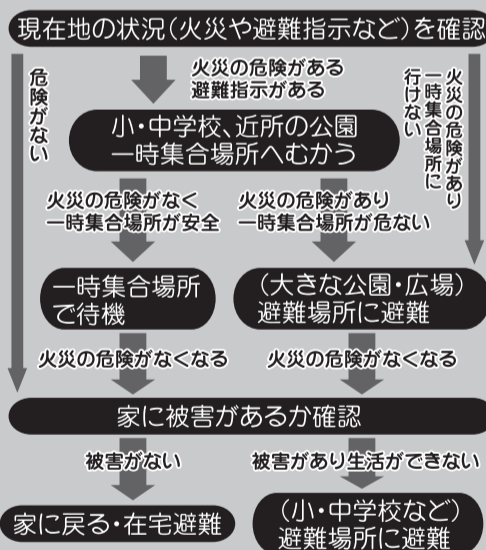 現在地の状況(火災や避難指示など)を確認
危険がない
火災の危険がある
避難指示がある
火災の危険があり
一時集合場所に
行けない
小・中学校、近所の公園
一時集合場所へむかう
火災の危険がなく
一時集合場所が安全
火災の危険があり
一時集合場所が危ない
一時集合場所
で待機
(大きな公園・広場)
避難場所に避難
火災の危険がなくなる
火災の危険がなくなる
家に被害があるか確認
被害がない
被害があり生活ができない
家に戻る・在宅避難
(小・中学校など)
避難場所に避難